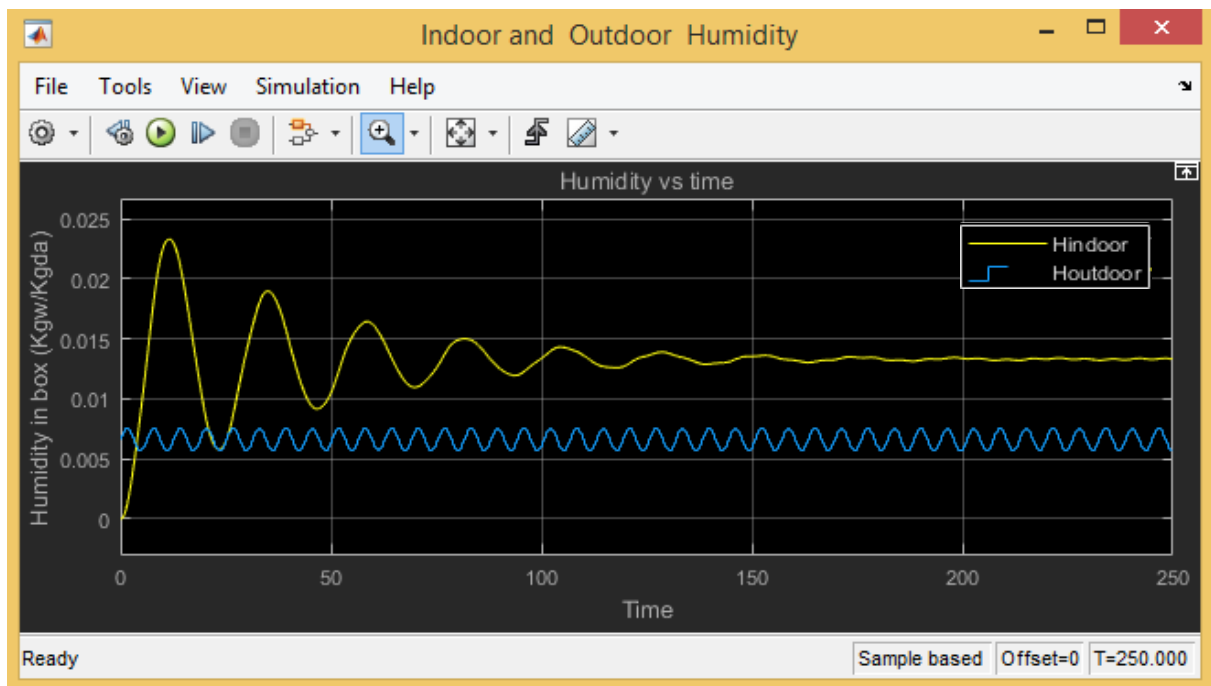 Indoor and Outdoor Humidity
File Tools View Simulation Help
Humidity vs time
Humidity in box (Kgw/Kgda)
0.025
0.02
0.015
0.01
0.005
0
Hindoor
Houtdoor
0 50 100 150 200 250
Time
Ready Sample based Offset=0 T=250.000